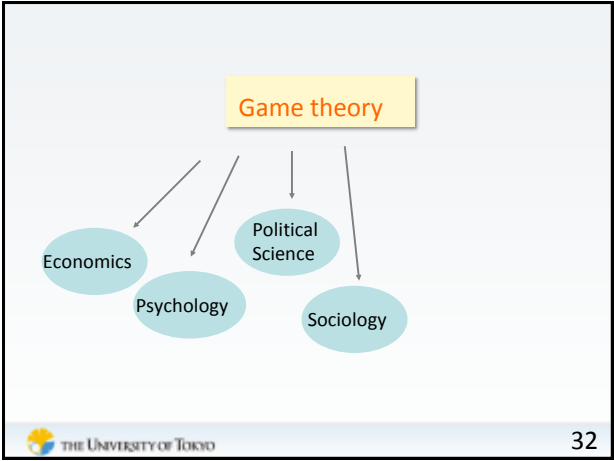 Game theory
Political
Science
Economics
Psychology
Sociology
THE UNIVERSITY OF TOKYO
32